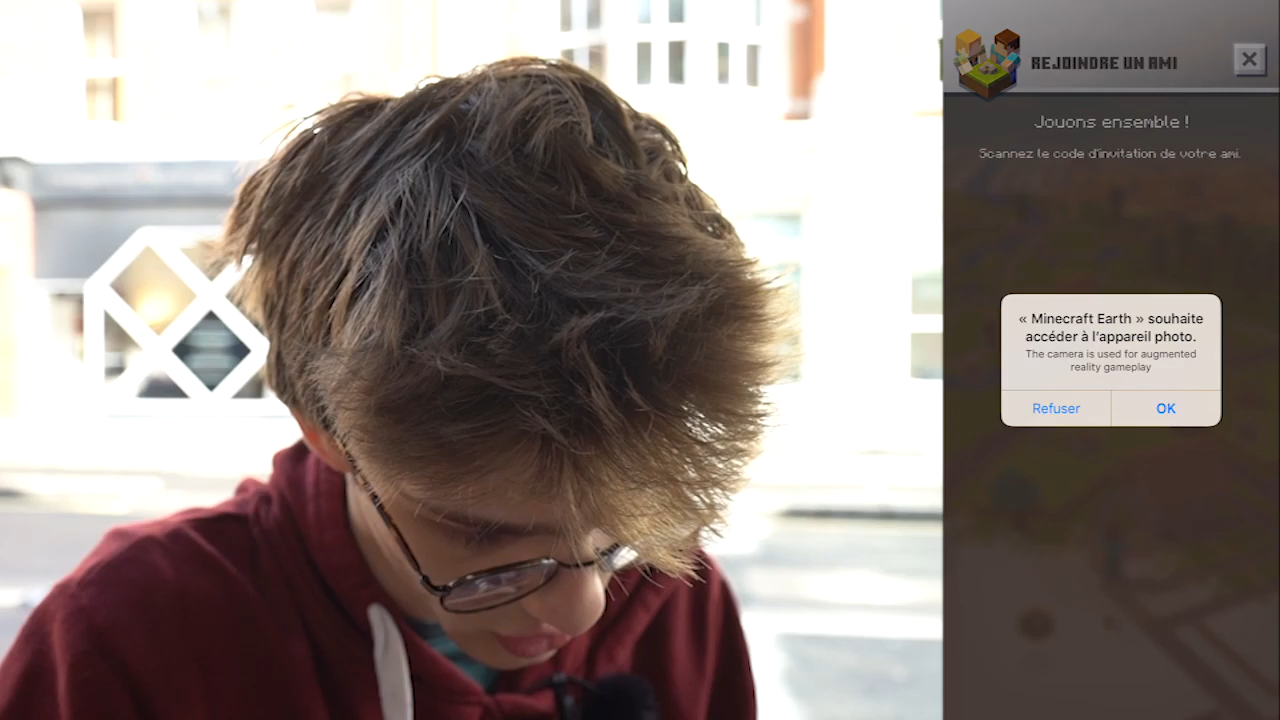 REJOINDRE UN AMI
Jouons ensemble !
Scannez le code d'invitation de votre ami.
« Minecraft Earth » souhaite
accéder à l'appareil photo.
The camera is used for augmented
reality gameplay
Refuser
OK